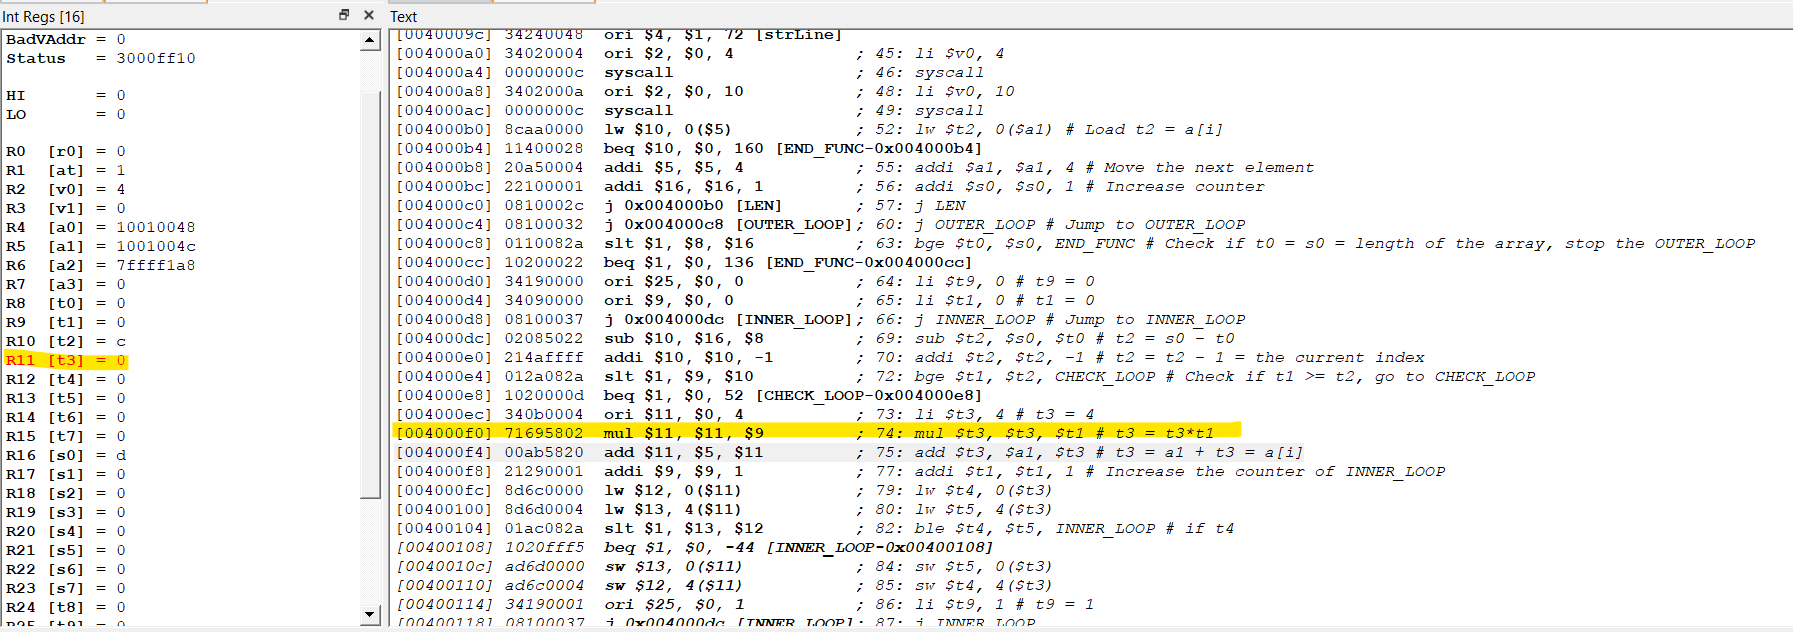 Int Regs [16]
BadVAddr = 0
Status = 3000ff10
HI = 0
LO = 0
R0 [r0] = 0
R1 [at] = 1
R2 [v0] = 4
R3 [v1] = 0
R4 [a0] = 10010048
R5 [a1] = 1001004c
R6 [a2] = 7ffff1a8
R7 [a3] = 0
R8 [t0] = 0
R9 [t1] = 0
R10 [t2] = c
R11 [t3] = 0
R12 [t4] = 0
R13 [t5] = 0
R14 [t6] = 0
R15 [t7] = 0
R16 [s0] = d
R17 [s1] = 0
R18 [s2] = 0
R19 [s3] = 0
R20 [s4] = 0
R21 [s5] = 0
R22 [s6] = 0
R23 [s7] = 0
R24 [t8] = 0
R25 [t9] = 0
Text
[0040009c] 34240048 ori $4, $1, 72 [strLine]
[004000a0] 34020004 ori $2, $0, 4 ; 45: li $v0, 4
[004000a4] 0000000c syscall ; 46: syscall
[004000a8] 3402000a ori $2, $0, 10 ; 48: li $v0, 10
[004000ac] 0000000c syscall ; 49: syscall
[004000b0] 8caa0000 lw $10, 0($5) ; 52: lw $t2, 0($a1) # Load t2 = a[i]
[004000b4] 11400028 beq $10, $0, 160 [END_FUNC-0x004000b4]
[004000b8] 20a50004 addi $5, $5, 4 ; 55: addi $a1, $a1, 4 # Move the next element
[004000bc] 22100001 addi $16, $16, 1 ; 56: addi $s0, $s0, 1 # Increase counter
[004000c0] 0810002c j 0x004000b0 [LEN] ; 57: j LEN
[004000c4] 08100032 j 0x004000c8 [OUTER_LOOP]; 60: j OUTER_LOOP # Jump to OUTER_LOOP
[004000c8] 0110082a slt $1, $8, $16 ; 63: bge $t0, $s0, END_FUNC # Check if t0 = s0 = length of the array, stop the OUTER_LOOP
[004000cc] 10200022 beq $1, $0, 136 [END_FUNC-0x004000cc]
[004000d0] 34190000 ori $25, $0, 0 ; 64: li $t9, 0 # t9 = 0
[004000d4] 34090000 ori $9, $0, 0 ; 65: li $t1, 0 # t1 = 0
[004000d8] 08100037 j 0x004000dc [INNER_LOOP]; 66: j INNER_LOOP # Jump to INNER_LOOP
[004000dc] 02085022 sub $10, $16, $8 ; 69: sub $t2, $s0, $t0 # t2 = s0 - t0
[004000e0] 214affff addi $10, $10, -1 ; 70: addi $t2, $t2, -1 # t2 = t2 - 1 = the current index
[004000e4] 012a082a slt $1, $9, $10 ; 72: bge $t1, $t2, CHECK_LOOP # Check if t1 >= t2, go to CHECK_LOOP
[004000e8] 1020000d beq $1, $0, 52 [CHECK_LOOP-0x004000e8]
[004000ec] 340b0004 ori $11, $0, 4 ; 73: li $t3, 4 # t3 = 4
[004000f0] 71695802 mul $11, $11, $9 ; 74: mul $t3, $t3, $t1 # t3 = t3*t1
[004000f4] 00ab5820 add $11, $5, $11 ; 75: add $t3, $a1, $t3 # t3 = a1 + t3 = a[i]
[004000f8] 21290001 addi $9, $9, 1 ; 77: addi $t1, $t1, 1 # Increase the counter of INNER_LOOP
[004000fc] 8d6c0000 lw $12, 0($11) ; 79: lw $t4, 0($t3)
[00400100] 8d6d0004 lw $13, 4($11) ; 80: lw $t5, 4($t3)
[00400104] 01ac082a slt $1, $13, $12 ; 82: ble $t4, $t5, INNER_LOOP # if t4
[00400108] 1020fff5 beq $1, $0, -44 [INNER_LOOP-0x00400108]
[0040010c] ad6d0000 sw $13, 0($11) ; 84: sw $t5, 0($t3)
[00400110] ad6c0004 sw $12, 4($11) ; 85: sw $t4, 4($t3)
[00400114] 34190001 ori $25, $0, 1 ; 86: li $t9, 1 # t9 = 1
[00400118] 08100037 j 0x004000dc [INNER_LOOP]; 87: j INNER_LOOP